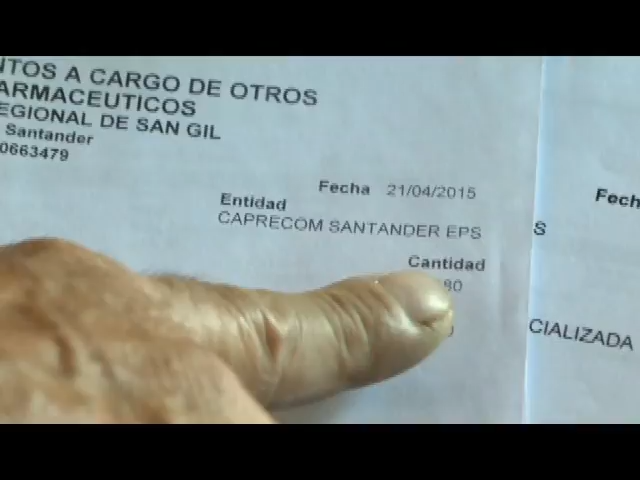 NTOS A CARGO DE OTROS
ARMACEUTICOS
EGIONAL DE SAN GIL
Santander
0663479
Fecha 21/04/2015
Fech
Entidad
CAPRECOM SANTANDER EPS
S
Cantidad
80
CIALIZADA